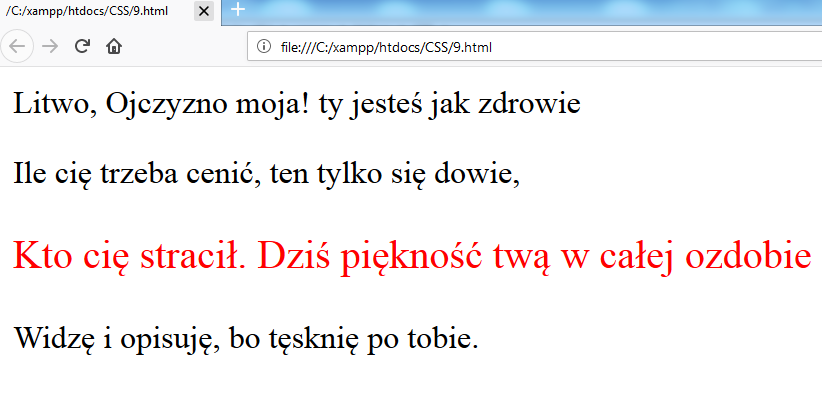 /C:/xampp/htdocs/CSS/9.html
file:///C:/xampp/htdocs/CSS/9.html
Litwo, Ojczyzno moja! ty jesteś jak zdrowie
Ile cię trzeba cenić, ten tylko się dowie,
Kto cię stracił. Dziś piękność twą w całej ozdobie
Widzę i opisuję, bo tęsknię po tobie.